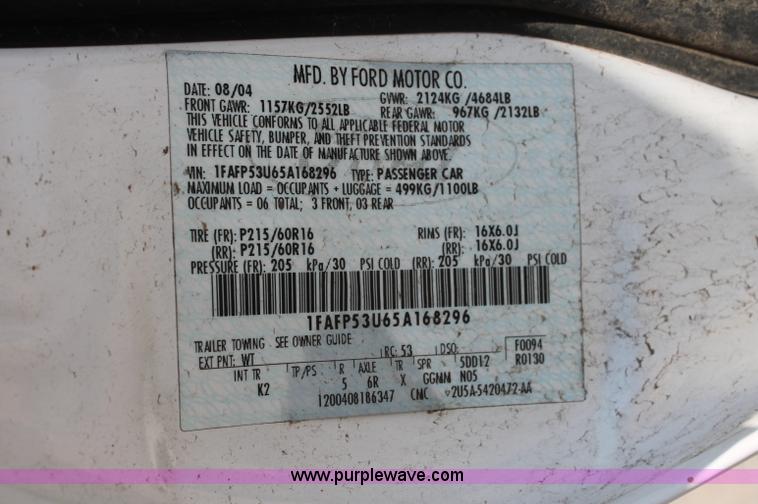 MFD. BY FORD MOTOR CO.
DATE: 08/04 GVWR: 2124KG /4684LB
FRONT GAWR: 1157KG/2552LB REAR GAWR: 967KG /2132LB
THIS VEHICLE CONFORMS TO ALL APPLICABLE FEDERAL MOTOR
VEHICLE SAFETY, BUMPER, AND THEFT PREVENTION STANDARDS
IN EFFECT ON THE DATE OF MANUFACTURE SHOWN ABOVE.
VIN: 1FAFP53U65A168296 TYPE: PASSENGER CAR
MAXIMUM LOAD = OCCUPANTS + LUGGAGE = 499KG/1100LB
OCCUPANTS = 06 TOTAL; 3 FRONT, 03 REAR
TIRE (FR): P215/60R16 RIMS (FR): 16X6.0J
(RR): P215/60R16 (RR): 16X6.0J
PRESSURE (FR): 205 kPa/30 PSI COLD (RR): 205 kPa/30 PSI COLD
1FAFP53U65A168296
TRAILER TOWING SEE OWNER GUIDE F0094
EXT PNT: WT RC: 53 DSO: R0130
INT TR TP/PS R AXLE TR SPR 5DD12
K2 5 6R X GGMM N05
1200408186347 CMC 2U5A-5420472-AA
www.purplewave.com